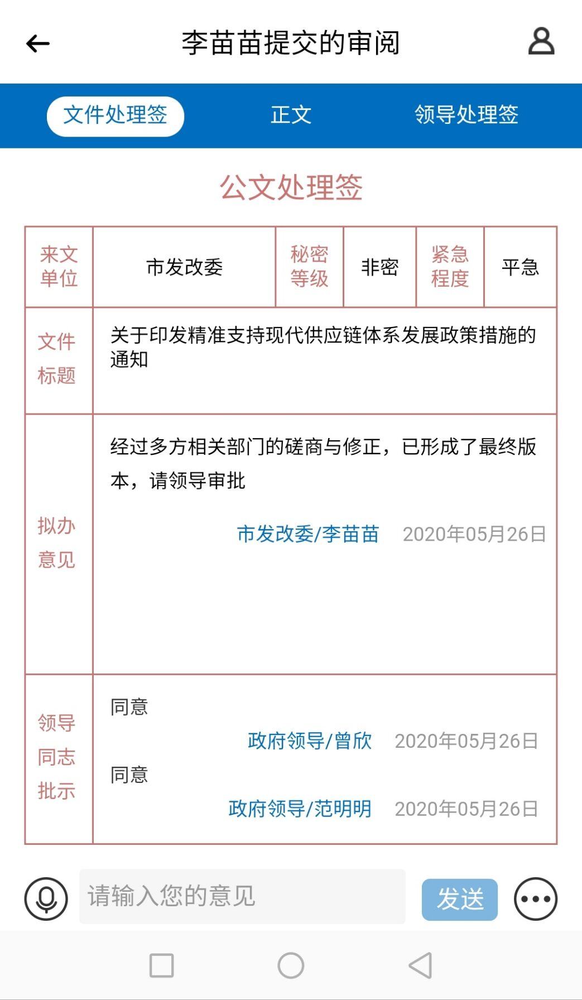 李苗苗提交的审阅
文件处理签 正文 领导处理签
公文处理签
来文
单位
市发改委
秘密
等级
非密
紧急
程度
平急
文件
标题
关于印发精准支持现代供应链体系发展政策措施的
通知
拟办
意见
经过多方相关部门的磋商与修正，已形成了最终版
本，请领导审批
市发改委/李苗苗 2020年05月26日
领导
同志
批示
同意
政府领导/曾欣 2020年05月26日
同意
政府领导/范明明 2020年05月26日
请输入您的意见 发送